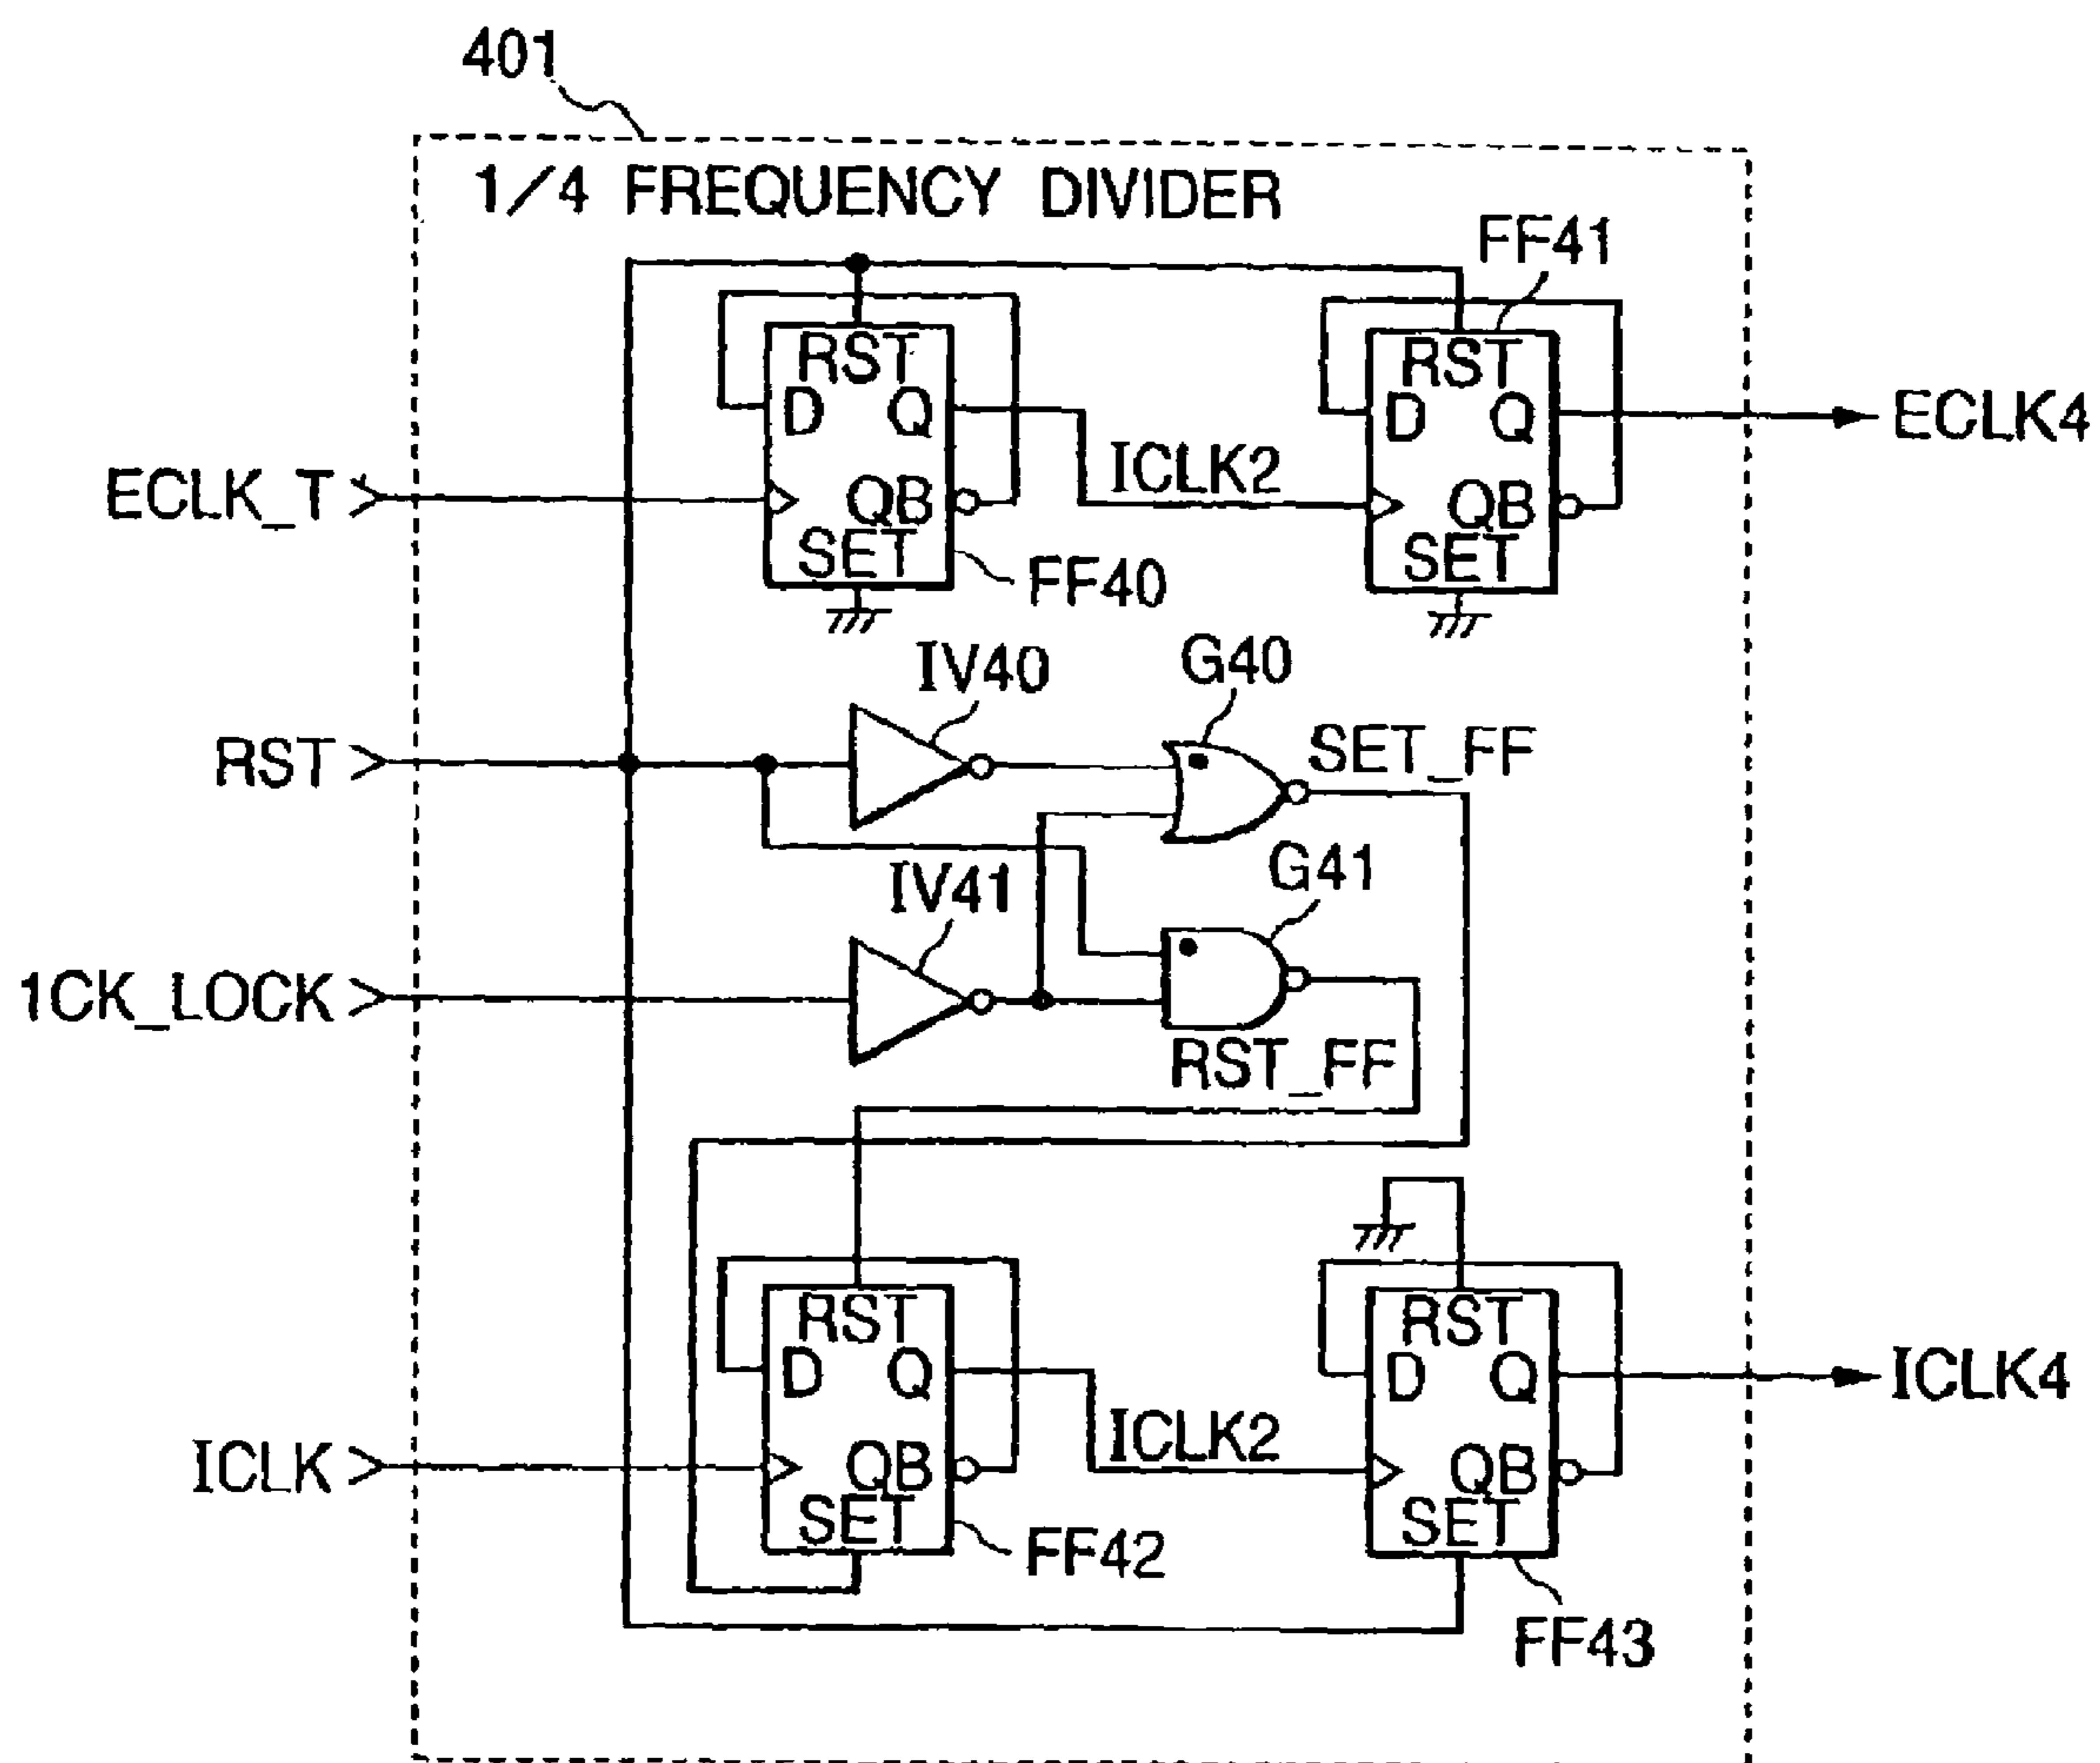 401
1/4 FREQUENCY DIVIDER
FF41
RST
D Q
QB
SET
RST
D Q
QB
SET
ECLK4
ECLK_T
ICLK2
FF40
IV40
G40
SET_FF
RST
G41
IV41
1CK_LOCK
RST_FF
RST
D Q
QB
SET
RST
D Q
QB
SET
ICLK4
ICLK2
ICLK
FF42
FF43